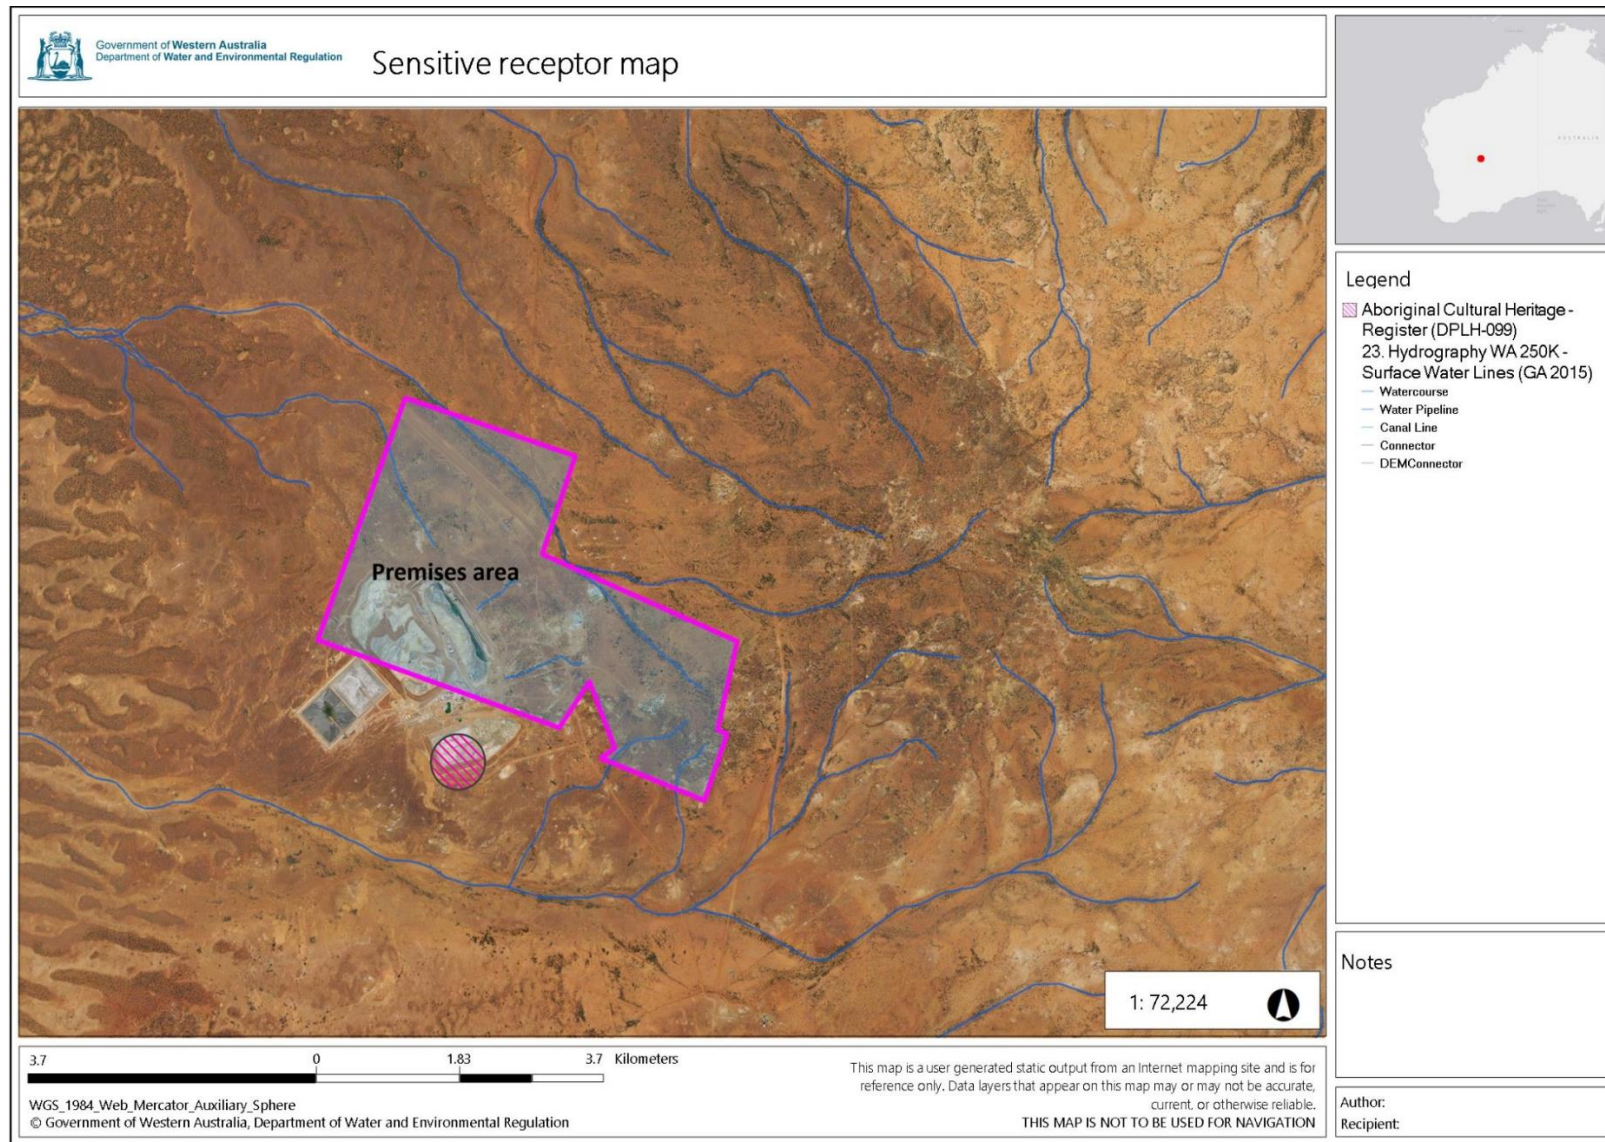 Government of Western Australia
Department of Water and Environmental Regulation
Sensitive receptor map
AUSTRALIA
Premises area
Legend
Aboriginal Cultural Heritage -
Register (DPLH-099)
23. Hydrography WA 250K -
Surface Water Lines (GA 2015)
Watercourse
Water Pipeline
Canal Line
Connector
DEMConnector
1: 72,224
Notes
3.7 0 1.83 3.7 Kilometers
WGS_1984_Web_Mercator_Auxiliary_Sphere
© Government of Western Australia, Department of Water and Environmental Regulation
This map is a user generated static output from an Internet mapping site and is for
reference only. Data layers that appear on this map may or may not be accurate,
current, or otherwise reliable.
THIS MAP IS NOT TO BE USED FOR NAVIGATION
Author:
Recipient: